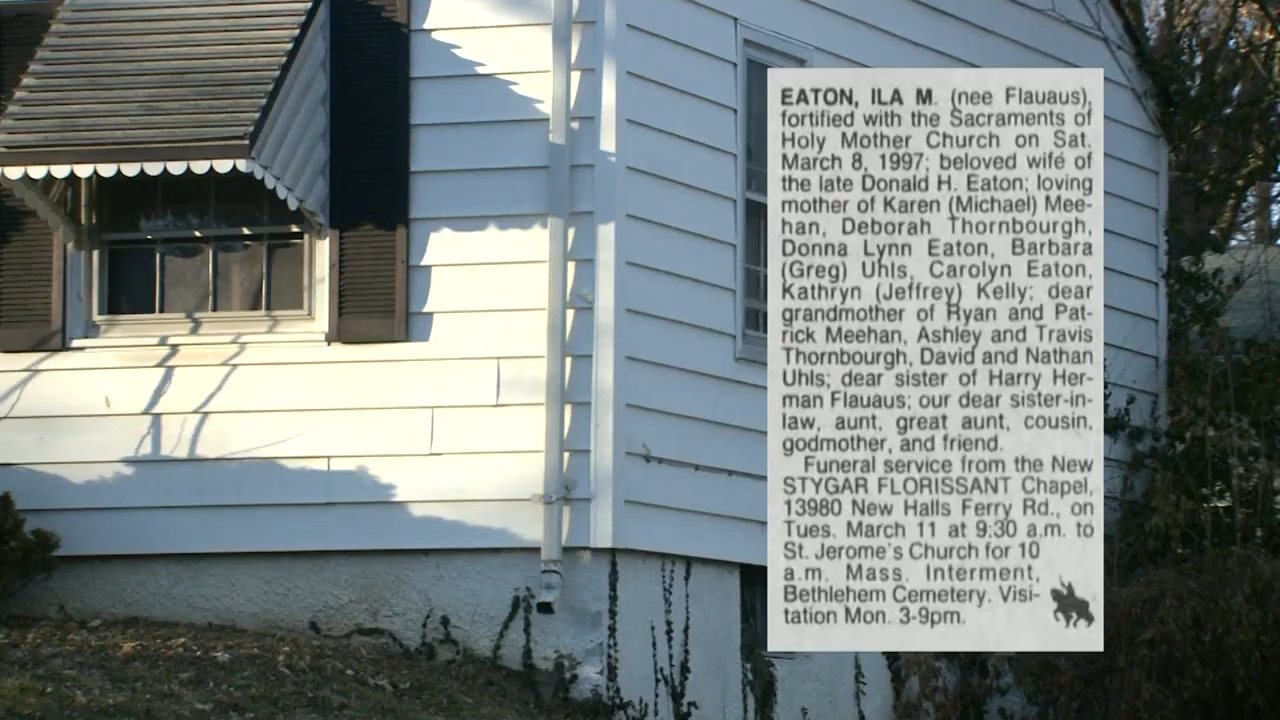 EATON, ILA M. (nee Flauaus),
fortified with the Sacraments of
Holy Mother Church on Sat.
March 8, 1997; beloved wife of
the late Donald H. Eaton; loving
mother of Karen (Michael) Mee-
han, Deborah Thornbourgh,
Donna Lynn Eaton, Barbara
(Greg) Uhls, Carolyn Eaton,
Kathryn (Jeffrey) Kelly; dear
grandmother of Ryan and Pat-
rick Meehan, Ashley and Travis
Thornbourgh, David and Nathan
Uhls; dear sister of Harry Her-
man Flauaus; our dear sister-in-
law, aunt, great aunt, cousin,
godmother, and friend.
Funeral service from the New
STYGAR FLORISSANT Chapel,
13980 New Halls Ferry Rd., on
Tues. March 11 at 9:30 a.m. to
St. Jerome's Church for 10
a.m. Mass. Interment,
Bethlehem Cemetery. Visi-
tation Mon. 3-9pm.